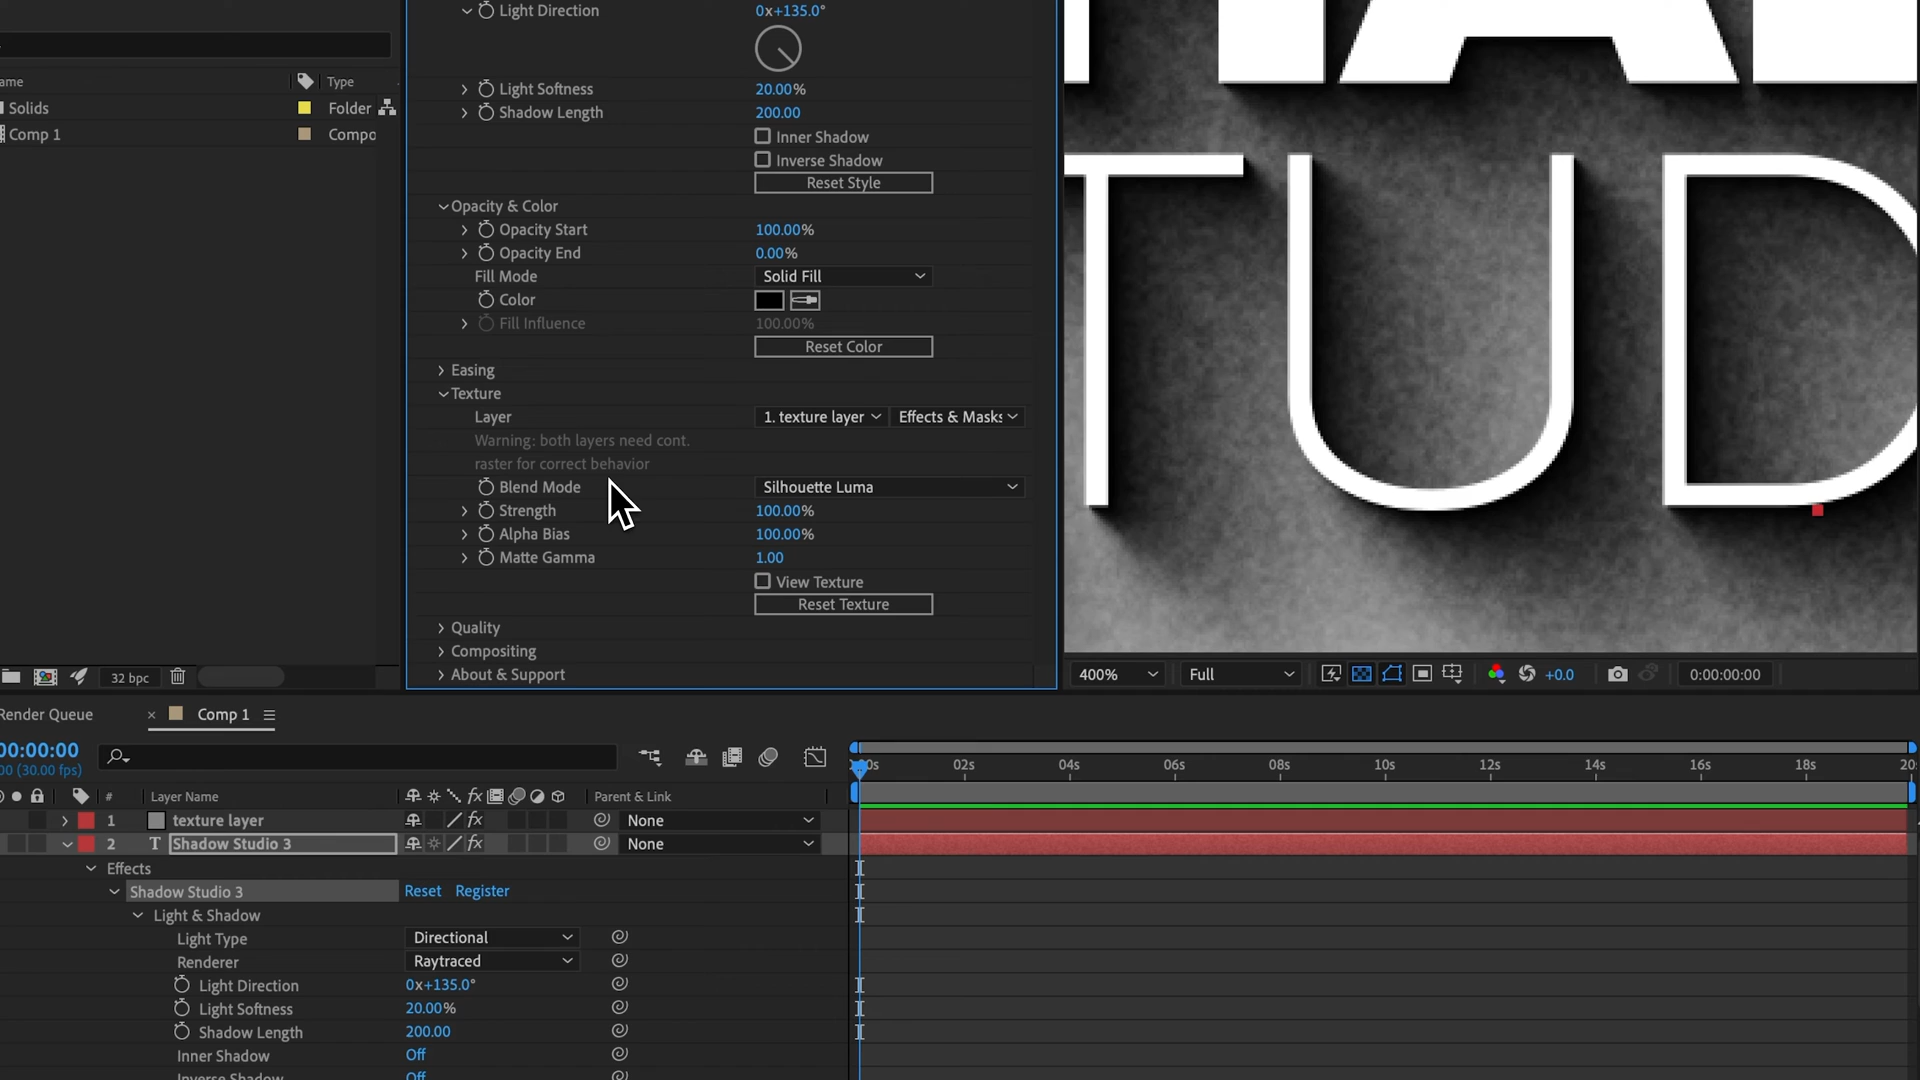 Light Direction
0x+135.0°
Light Softness
20.00%
Shadow Length
200.00
Inner Shadow
Inverse Shadow
Reset Style
Opacity & Color
Opacity Start
100.00%
Opacity End
0.00%
Fill Mode
Solid Fill
Color
Fill Influence
100.00%
Reset Color
Easing
Texture
Layer
1. texture layer
Effects & Masks
Warning: both layers need cont.
raster for correct behavior
Blend Mode
Silhouette Luma
Strength
100.00%
Alpha Bias
100.00%
Matte Gamma
1.00
View Texture
Reset Texture
Quality
Compositing
About & Support
ame
Type
Solids
Folder
Comp 1
Compo
32 bpc
TUD
400%
Full
+0.0
0:00:00:00
Render Queue
Comp 1
00:00:00
00 (30.00 fps)
02s
04s
06s
08s
10s
12s
14s
16s
18s
20
#
Layer Name
fx
Parent & Link
1
texture layer
fx
None
2
T
Shadow Studio 3
fx
None
Effects
Shadow Studio 3
Reset
Register
Light & Shadow
Light Type
Directional
Renderer
Raytraced
Light Direction
0x+135.0°
Light Softness
20.00%
Shadow Length
200.00
Inner Shadow
Off
Inverse Shadow
Off